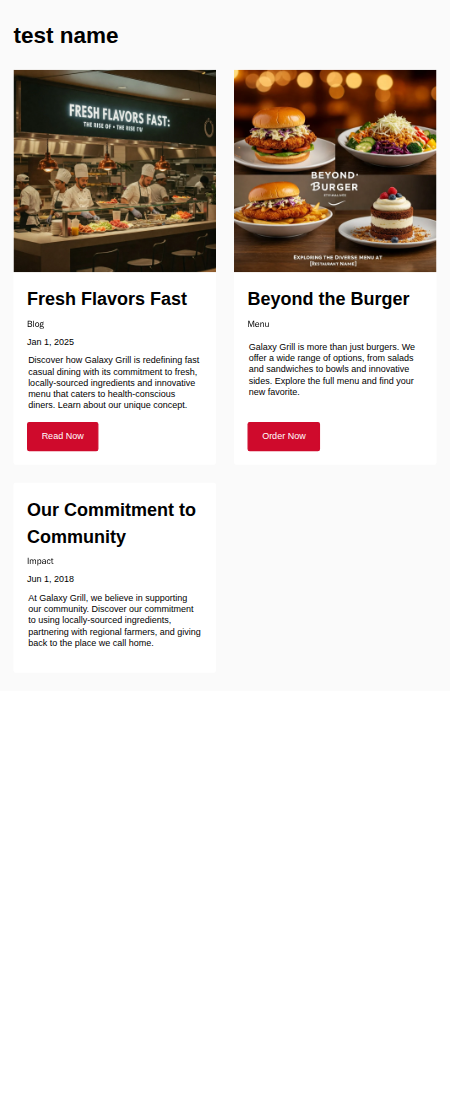 test name
FRESH FLAVORS FAST:
THE RISE OF • THE RISE
BEYOND·
BURGER
EXPLORING THE DIVERSE MENU AT
[RESTAURANT NAME]
Fresh Flavors Fast
Blog
Jan 1, 2025
Discover how Galaxy Grill is redefining fast
casual dining with its commitment to fresh,
locally-sourced ingredients and innovative
menu that caters to health-conscious
diners. Learn about our unique concept.
Read Now
Beyond the Burger
Menu
Galaxy Grill is more than just burgers. We
offer a wide range of options, from salads
and sandwiches to bowls and innovative
sides. Explore the full menu and find your
new favorite.
Order Now
Our Commitment to
Community
Impact
Jun 1, 2018
At Galaxy Grill, we believe in supporting
our community. Discover our commitment
to using locally-sourced ingredients,
partnering with regional farmers, and giving
back to the place we call home.